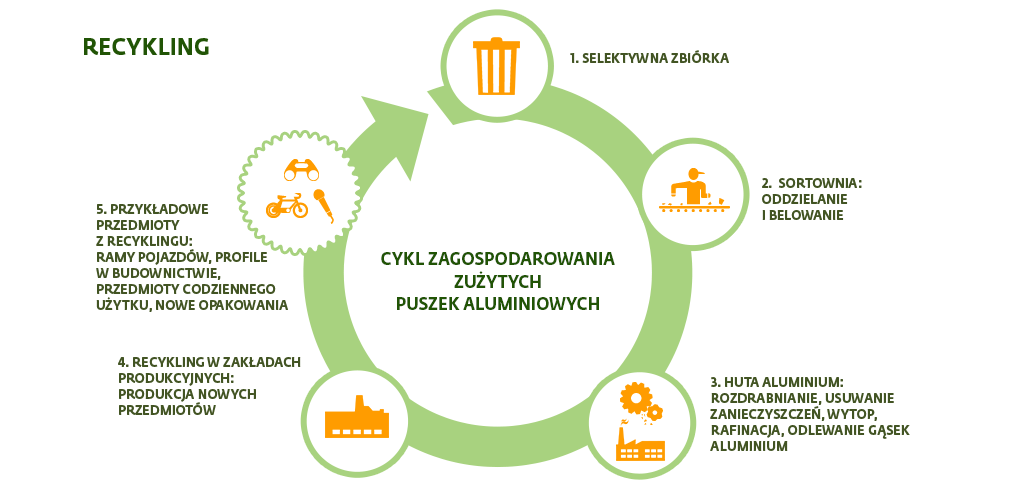 RECYKLING
1. SELEKTYWNA ZBIÓRKA
2. SORTOWNIA:
ODDZIELANIE
I BELOWANIE
3. HUTA ALUMINIUM:
ROZDRABNIANIE, USUWANIE
ZANIECZYSZCZEŃ, WYTOP,
RAFINACJA, ODLEWANIE GĄSEK
ALUMINIUM
4. RECYKLING W ZAKŁADACH
PRODUKCYJNYCH:
PRODUKCJA NOWYCH
PRZEDMIOTÓW
5. PRZYKŁADOWE
PRZEDMIOTY
Z RECYKLINGU:
RAMY POJAZDÓW, PROFILE
W BUDOWNICTWIE,
PRZEDMIOTY CODZIENNEGO
UŻYTKU, NOWE OPAKOWANIA
CYKL ZAGOSPODAROWANIA
ZUŻYTYCH
PUSZEK ALUMINIOWYCH